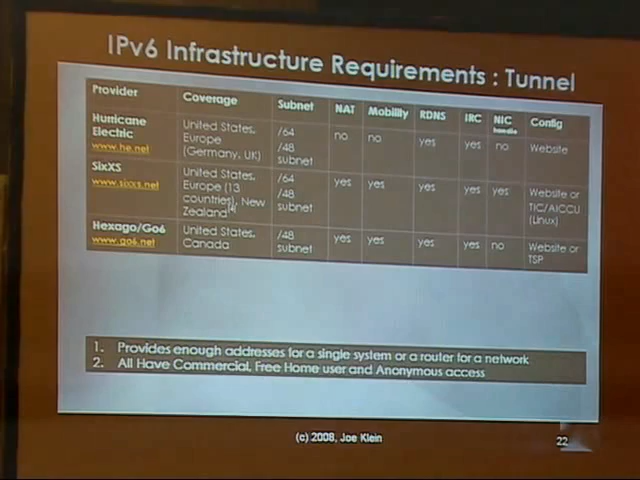 IPv6 Infrastructure Requirements : Tunnel
Provider Coverage Subnet NAT Mobility RDNS IRC NIC handle Config
Hurricane Electric www.he.net United States, Europe (Germany, UK) /64 /48 subnet no no yes yes no Website
SixXS www.sixxs.net United States, Europe (13 countries), New Zealand[4] /64 /48 subnet yes yes yes yes yes Website or TIC/AICCU (Linux)
Hexago/Go6 www.go6.net United States, Canada /48 subnet yes yes yes yes no Website or TSP
1. Provides enough addresses for a single system or a router for a network
2. All Have Commercial, Free Home user and Anonymous access
(c) 2008, Joe Klein
22